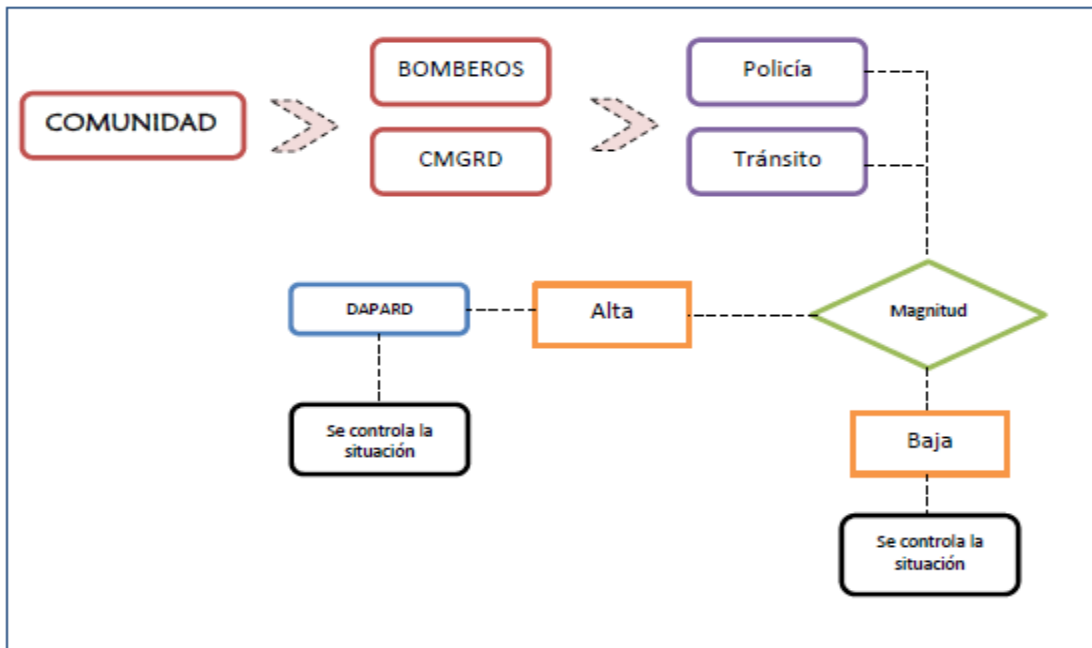 COMUNIDAD
BOMBEROS
CMGRD
Policía
Tránsito
Magnitud
Alta
DAPARD
Se controla la
situación
Baja
Se controla la
situación